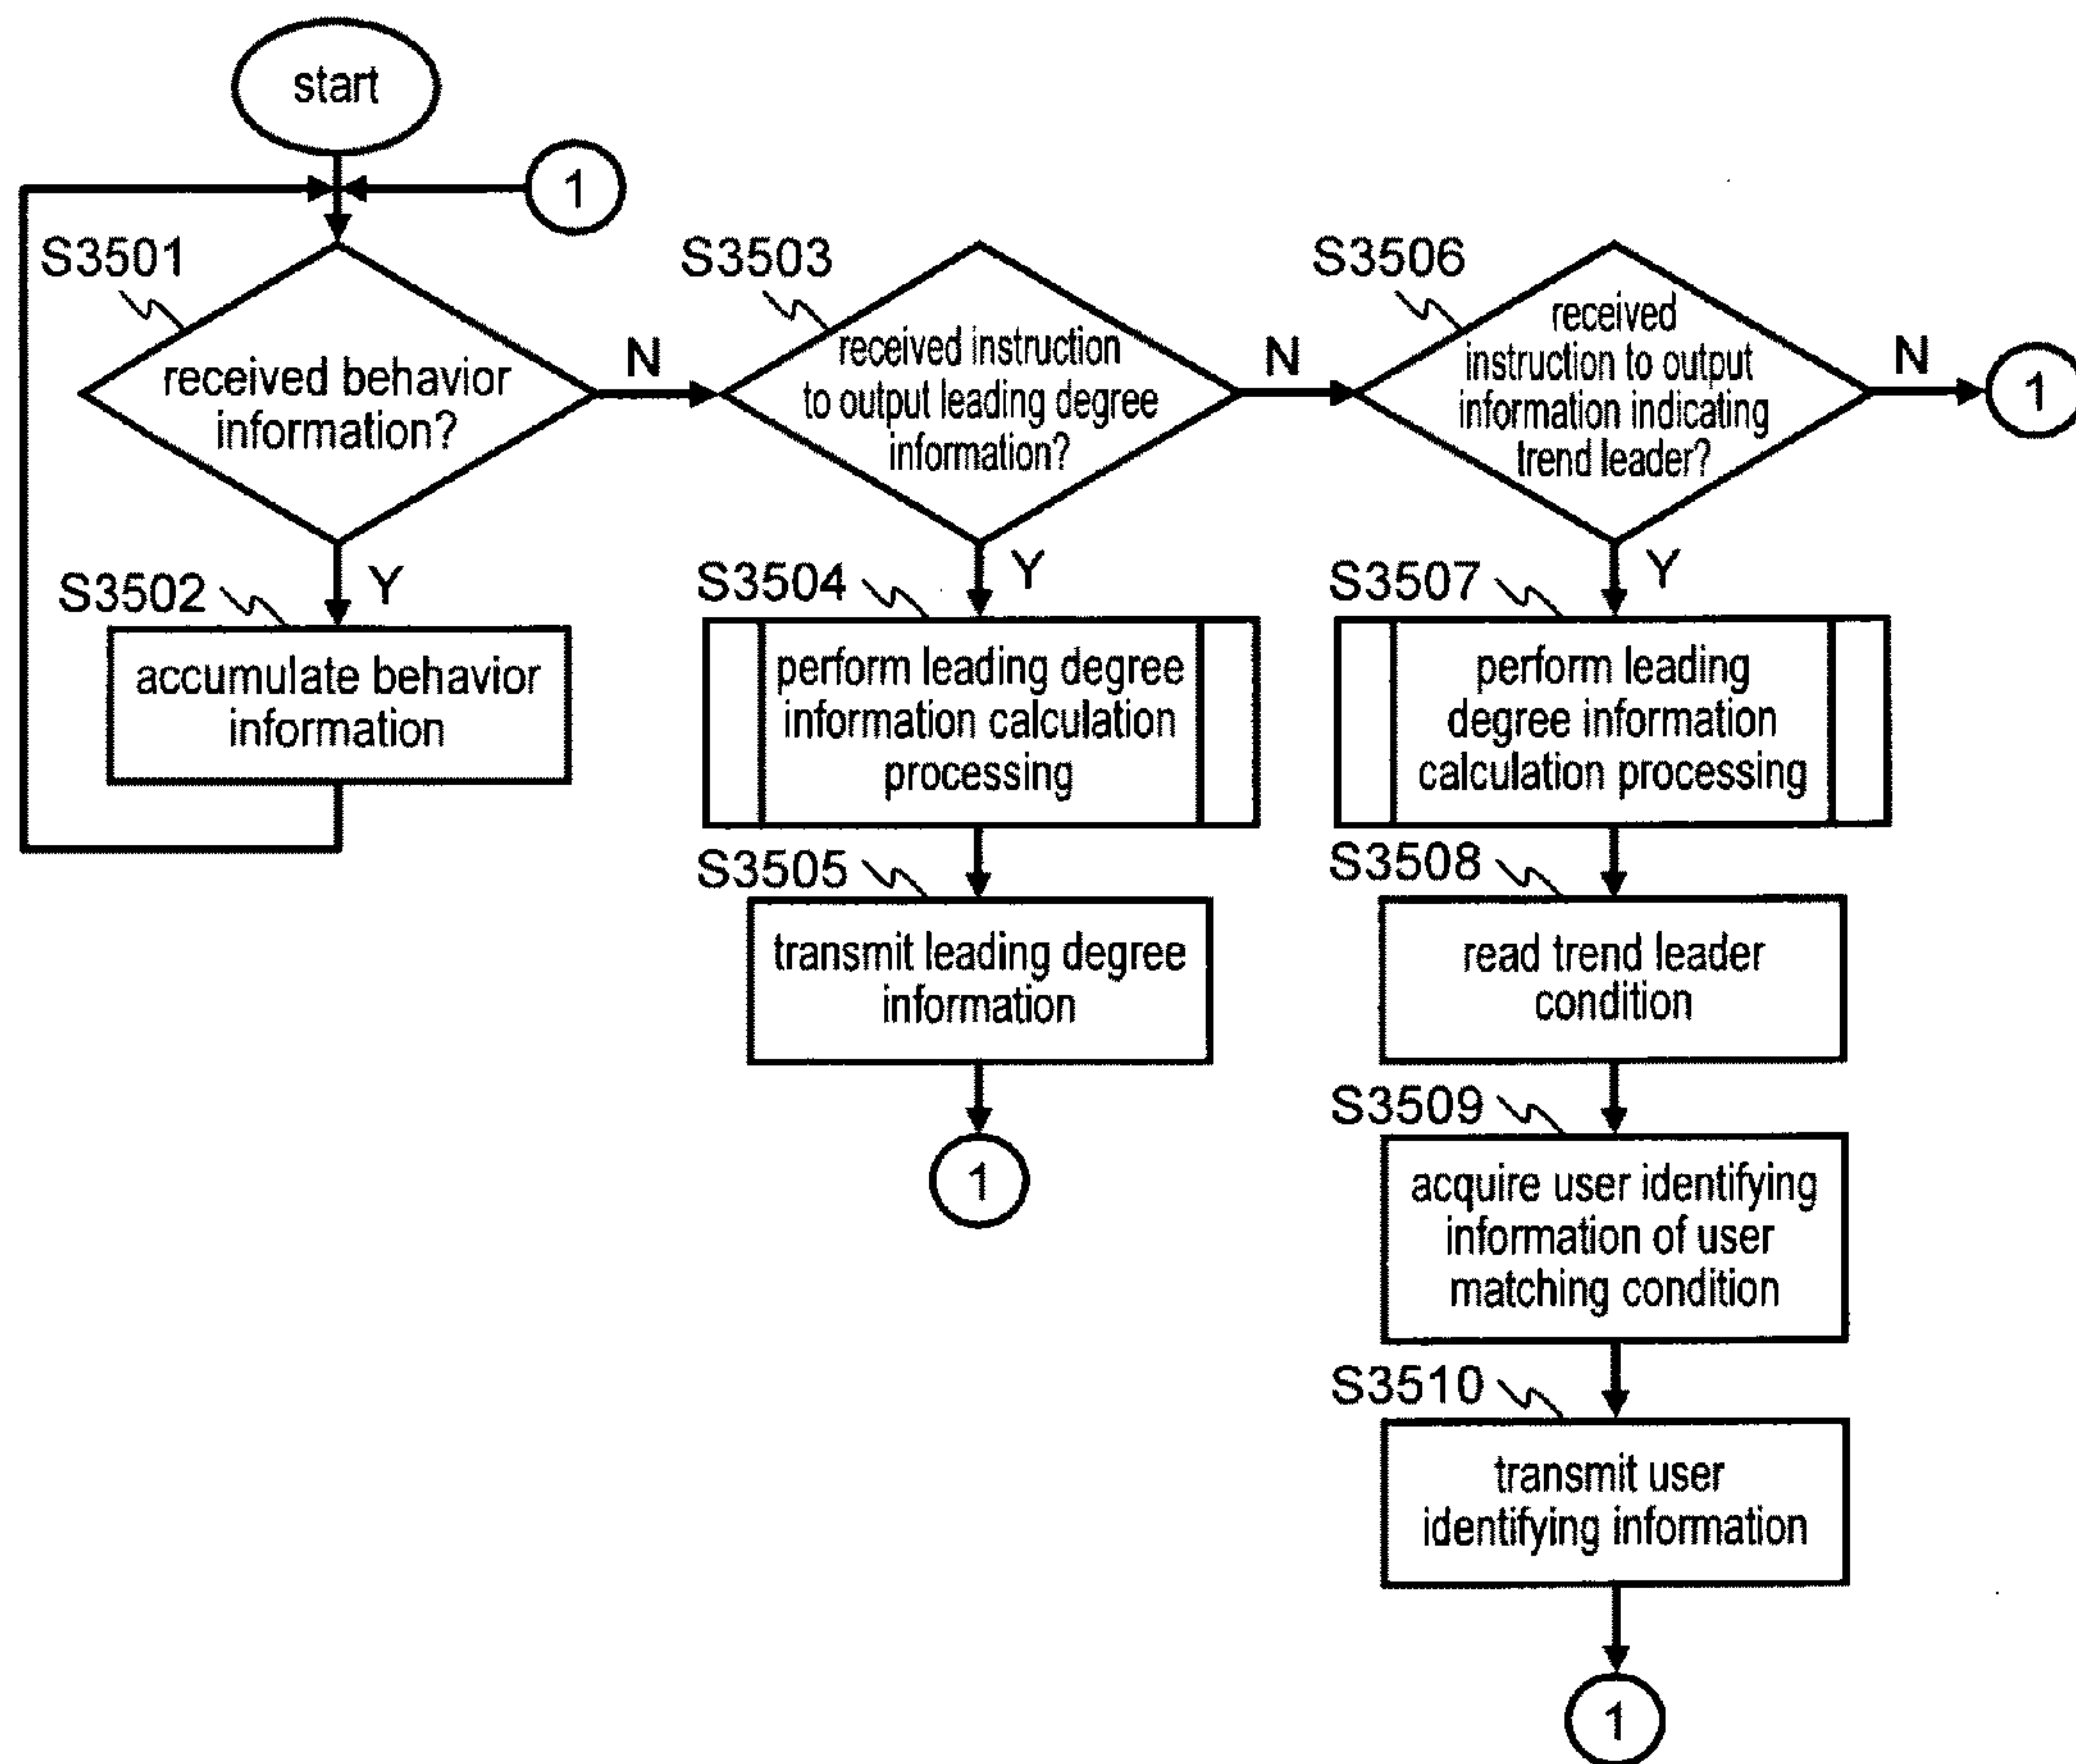 start
1
S3501
received behavior
information?
N
Y
S3502
accumulate behavior
information
S3503
received instruction
to output leading degree
information?
N
Y
S3504
perform leading degree
information calculation
processing
S3505
transmit leading degree
information
1
S3506
received
instruction to output
information indicating
trend leader?
N
1
Y
S3507
perform leading
degree information
calculation processing
S3508
read trend leader
condition
S3509
acquire user identifying
information of user
matching condition
S3510
transmit user
identifying information
1